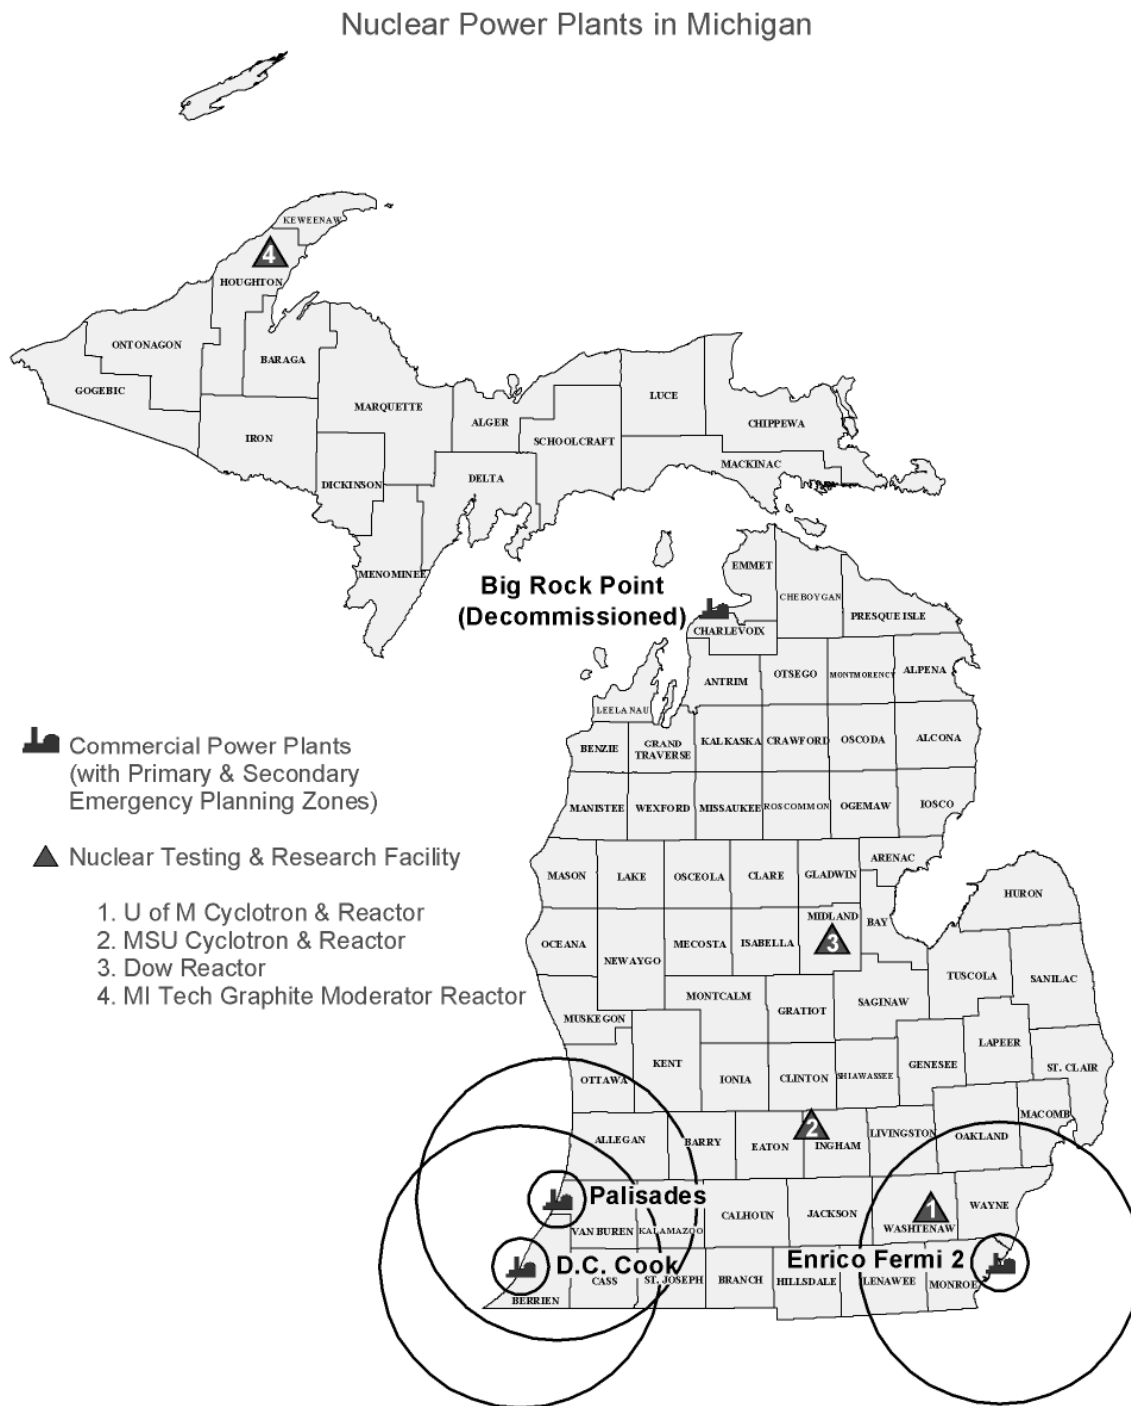 Nuclear Power Plants in Michigan
KEWEENAW
4
HOUGHTON
ONTONAGON
BARAGA
GOGEBIC
MARQUETTE
LUCE
ALGER
CHIPPEWA
IRON
SCHOOLCRAFT
MACKINAC
DICKINSON
DELTA
MENOMINEE
EMMET
Big Rock Point
(Decommissioned)
CHEBOYGAN
PRESQUE ISLE
CHARLEVOIX
ANTRIM
OTSEGO
MONTMORENCY
ALPENA
LEELANAU
Commercial Power Plants
(with Primary & Secondary
Emergency Planning Zones)
BENZIE
GRAND
TRAVERSE
KALKASKA
CRAWFORD
OSCODA
ALCONA
MANISTEE
WEXFORD
MISSAUKEE
ROSCOMMON
OGEMAW
IOSCO
Nuclear Testing & Research Facility
1. U of M Cyclotron & Reactor
2. MSU Cyclotron & Reactor
3. Dow Reactor
4. MI Tech Graphite Moderator Reactor
ARENAC
MASON
LAKE
OSCEOLA
CLARE
GLADWIN
HURON
MIDLAND
3
BAY
OCEANA
NEWAYGO
MECOSTA
ISABELLA
TUSCOLA
SANILAC
MONTCALM
GRATIOT
SAGINAW
MUSKEGON
KENT
LAPEER
GENESEE
ST. CLAIR
OTTAWA
IONIA
CLINTON
SHIAWASSEE
MACOMB
2
ALLEGAN
BARRY
EATON
INGHAM
LIVINGSTON
OAKLAND
Palisades
1
VAN BUREN
KALAMAZOO
CALHOUN
JACKSON
WASHTENAW
WAYNE
D.C. Cook
Enrico Fermi 2
BERRIEN
CASS
ST. JOSEPH
BRANCH
HILLSDALE
LENAWEE
MONROE